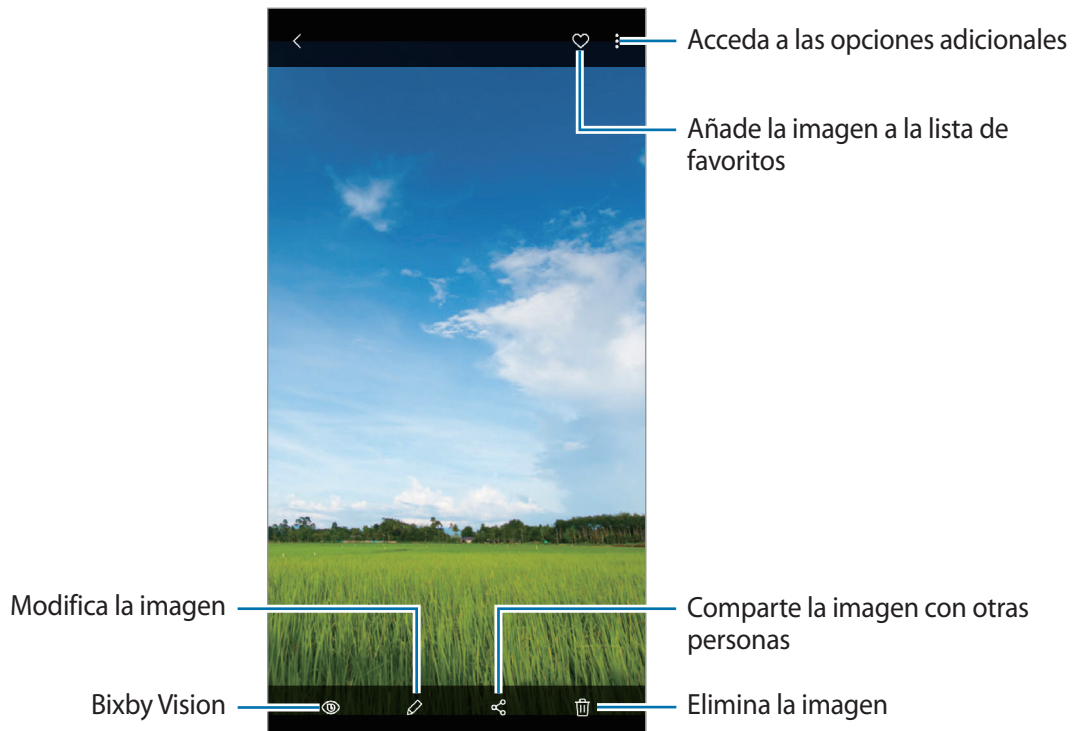 Acceda a las opciones adicionales
Añade la imagen a la lista de
favoritos
Modifica la imagen
Comparte la imagen con otras
personas
Bixby Vision
Elimina la imagen